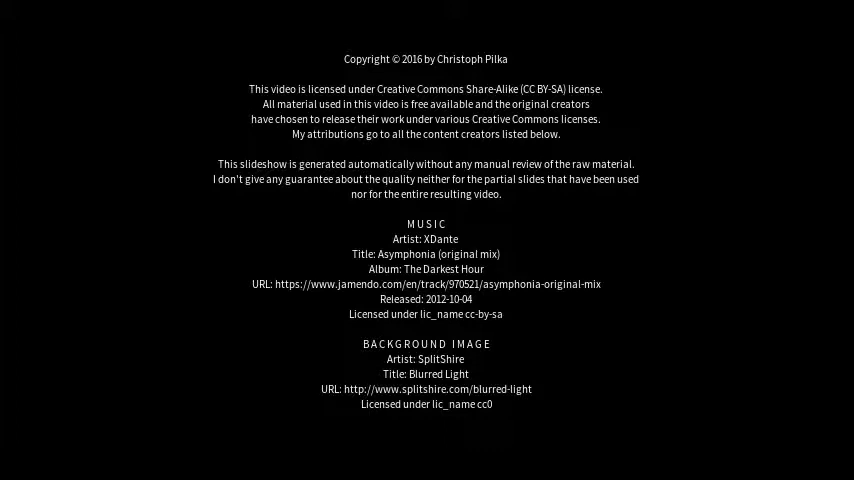 Copyright © 2016 by Christoph Pilka
This video is licensed under Creative Commons Share-Alike (CC BY-SA) license.
All material used in this video is free available and the original creators
have chosen to release their work under various Creative Commons licenses.
My attributions go to all the content creators listed below.
This slideshow is generated automatically without any manual review of the raw material.
I don't give any guarantee about the quality neither for the partial slides that have been used
nor for the entire resulting video.
MUSIC
Artist: XDante
Title: Asymphonia (original mix)
Album: The Darkest Hour
URL: https://www.jamendo.com/en/track/970521/asymphonia-original-mix
Released: 2012-10-04
Licensed under lic_name cc-by-sa
BACKGROUND IMAGE
Artist: SplitShire
Title: Blurred Light
URL: http://www.splitshire.com/blurred-light
Licensed under lic_name cc0